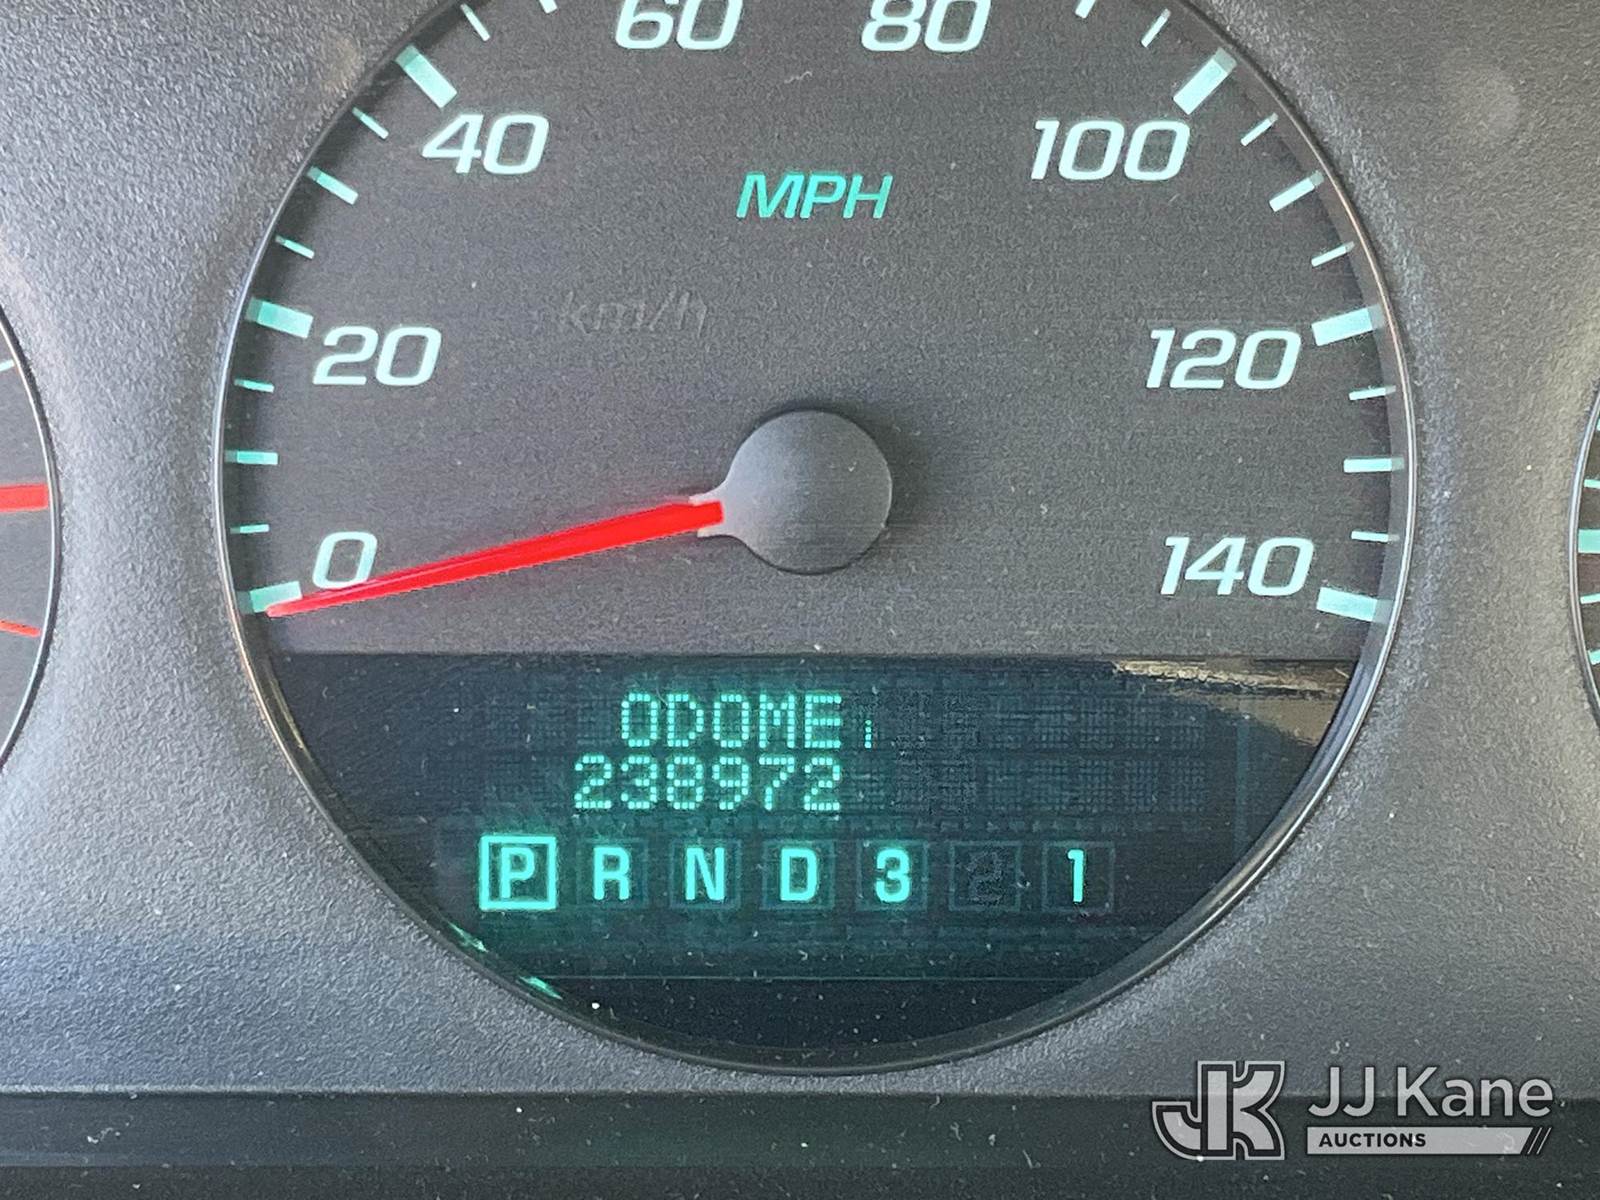 60 80
40 100
MPH
km/h
20 120
0 140
ODOME
238972
P R N D 3 2 1
JJ Kane
AUCTIONS